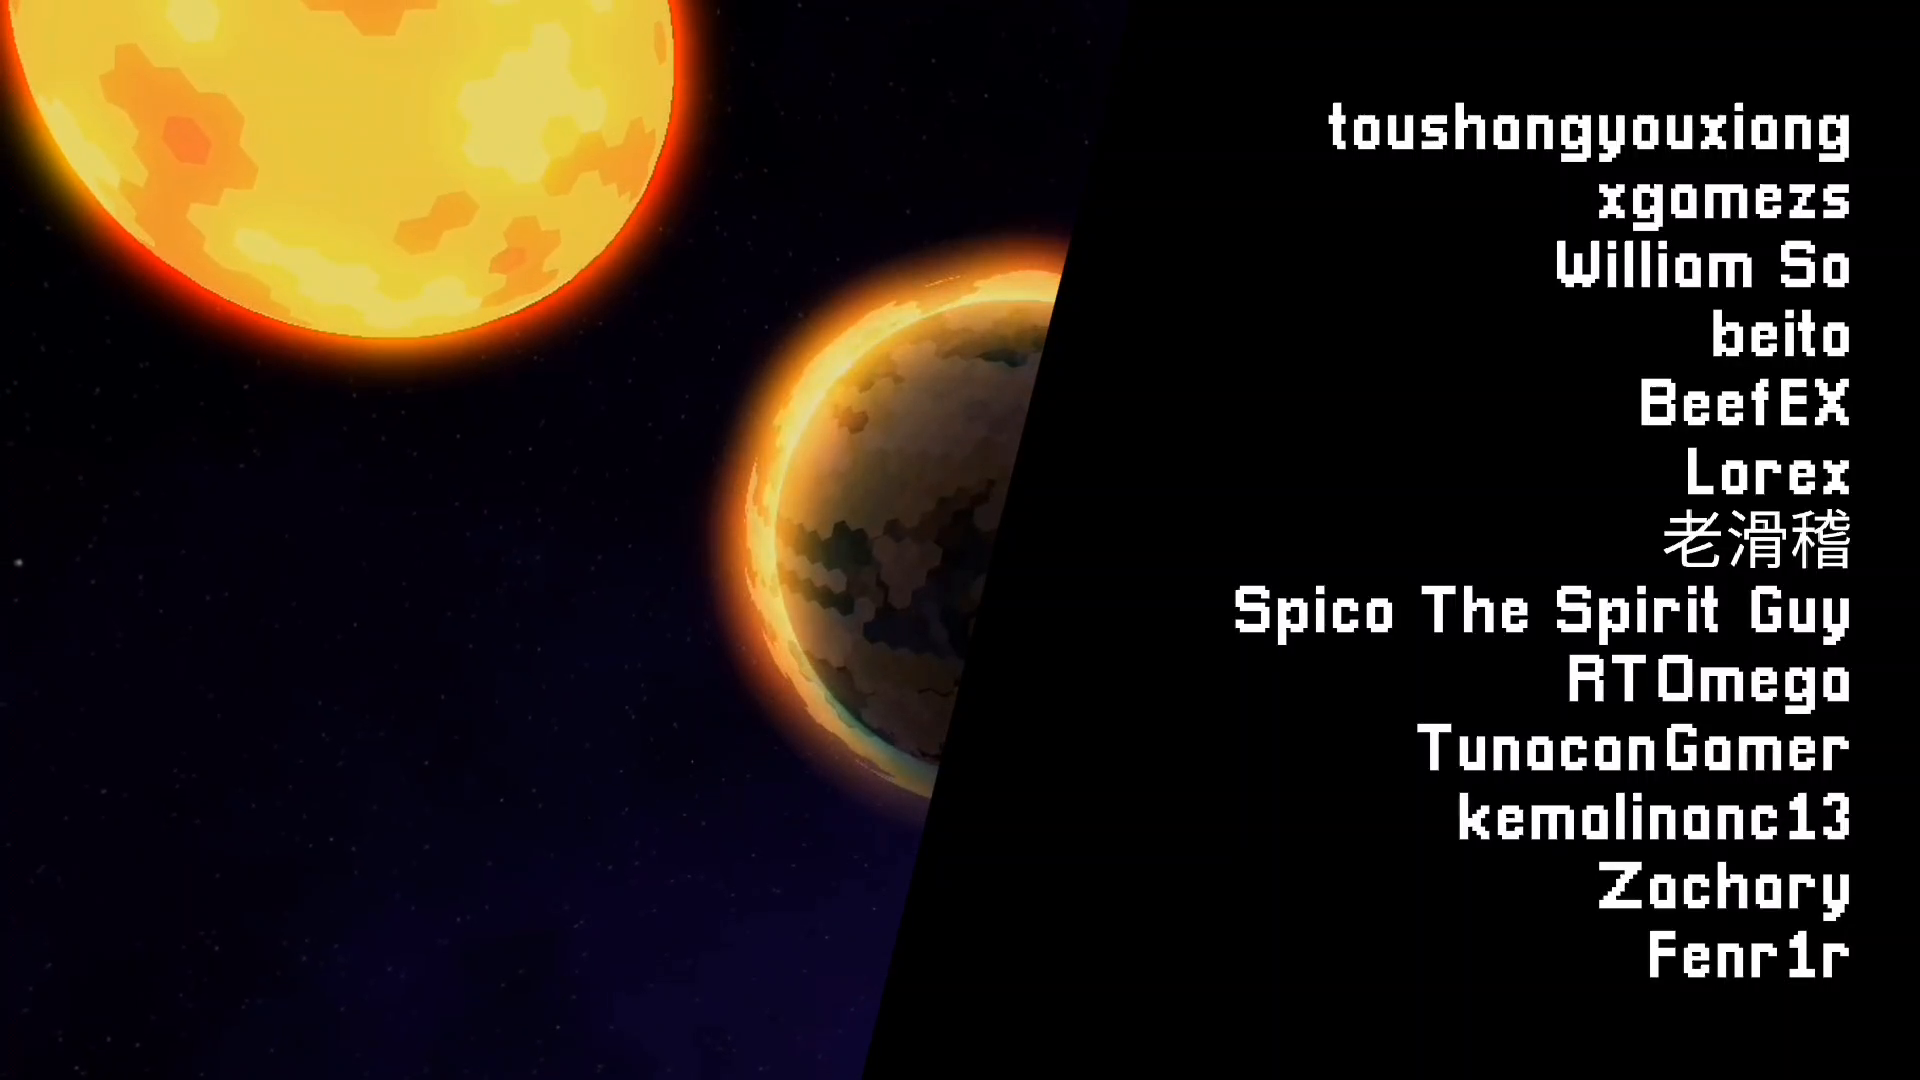 toushangyouxiang
xgamezs
William So
beito
BeefEX
Lorex
老滑稽
Spico The Spirit Guy
RTOmega
TunacanGamer
kemalinanc13
Zachary
Fenr1r